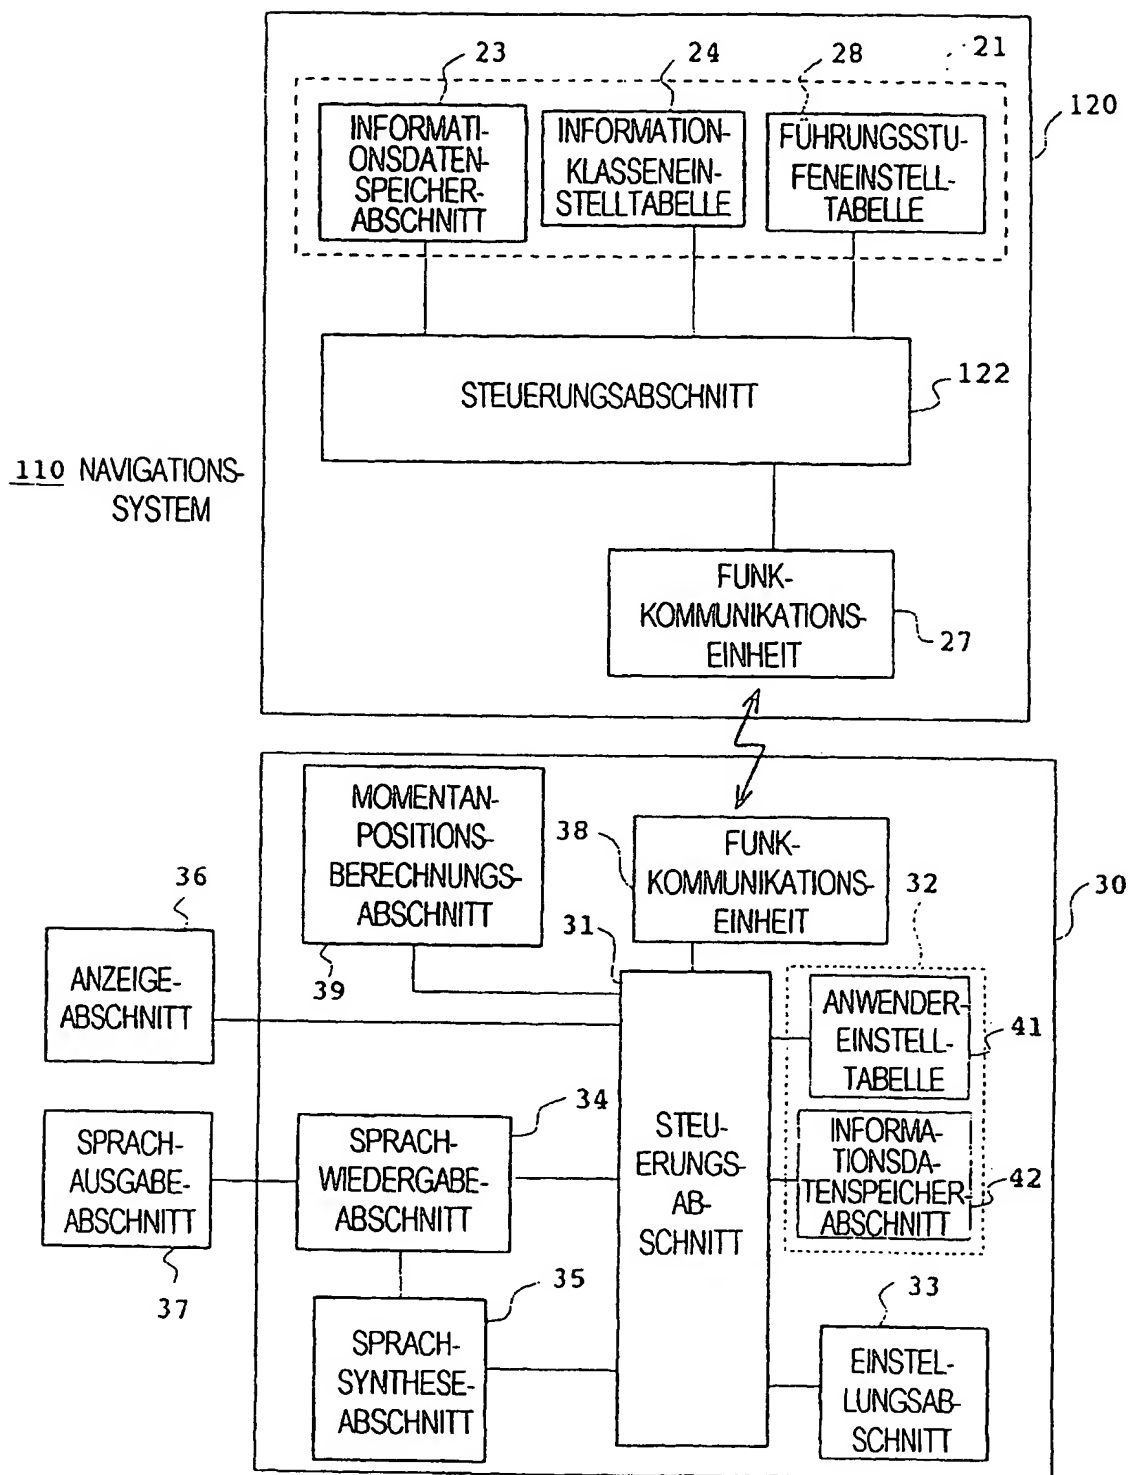 23
24
28
21
120
INFORMATI-
ONSDATEN-
SPEICHER-
ABSCHNITT
INFORMATION-
KLASSENEIN-
STELLTABELLE
FÜHRUNGSSTU-
FENEINSTELL-
TABELLE
STEUERUNGSABSCHNITT
122
110 NAVIGATIONS-
SYSTEM
FUNK-
KOMMUNIKATIONS-
EINHEIT
27
MOMENTAN-
POSITIONS-
BERECHNUNGS-
ABSCHNITT
39
38
FUNK-
KOMMUNIKATIONS-
EINHEIT
32
30
36
31
ANZEIGE-
ABSCHNITT
ANWENDER-
EINSTELL-
TABELLE
41
34
SPRACH-
AUSGABE-
ABSCHNITT
37
SPRACH-
WIEDERGABE-
ABSCHNITT
STEU-
ERUNGS-
AB-
SCHNITT
INFORMA-
TIONSDA-
TENSPEICHER-
ABSCHNITT
42
35
33
SPRACH-
SYNTHESE-
ABSCHNITT
EINSTEL-
LUNGSAB-
SCHNITT